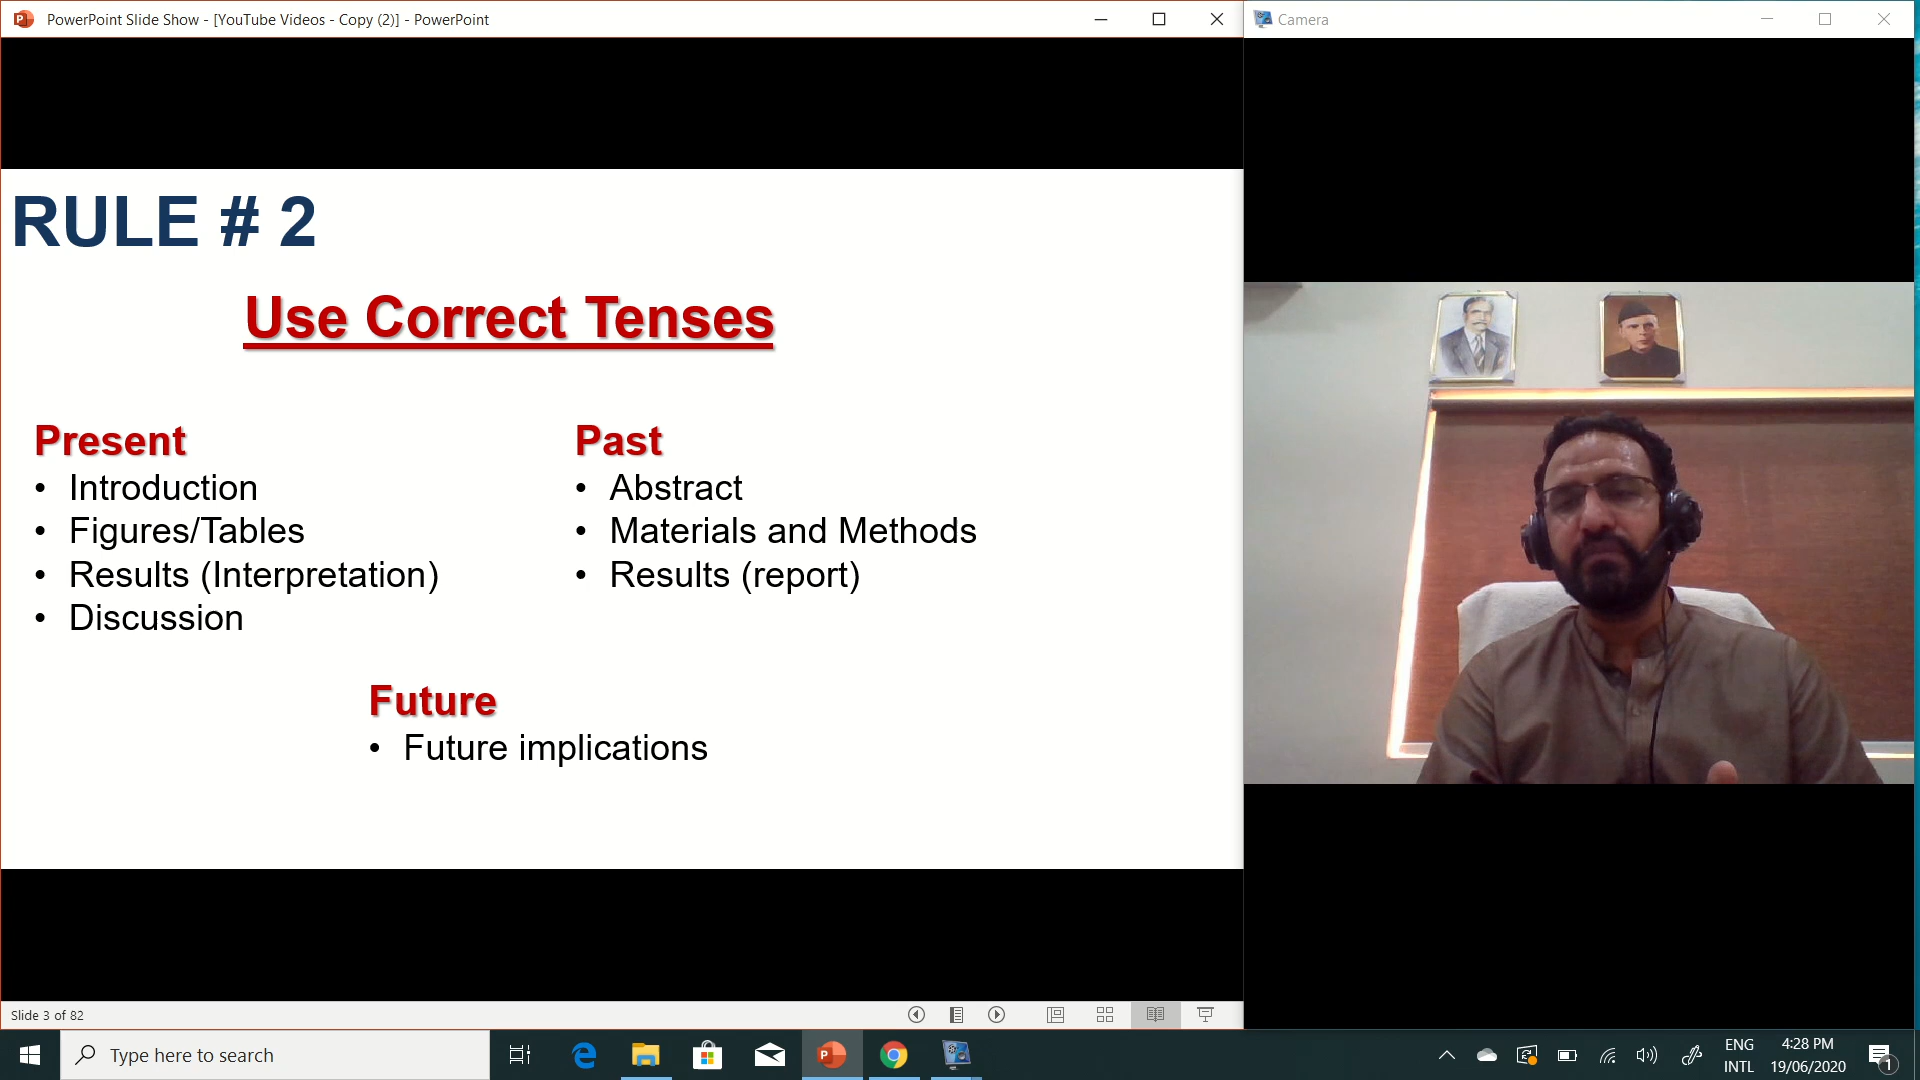 PowerPoint Slide Show - [YouTube Videos - Copy (2)] - PowerPoint
Camera
RULE # 2
Use Correct Tenses
Present
• Introduction
• Figures/Tables
• Results (Interpretation)
• Discussion
Past
• Abstract
• Materials and Methods
• Results (report)
Future
• Future implications
Slide 3 of 82
Type here to search
ENG
INTL
4:28 PM
19/06/2020
1